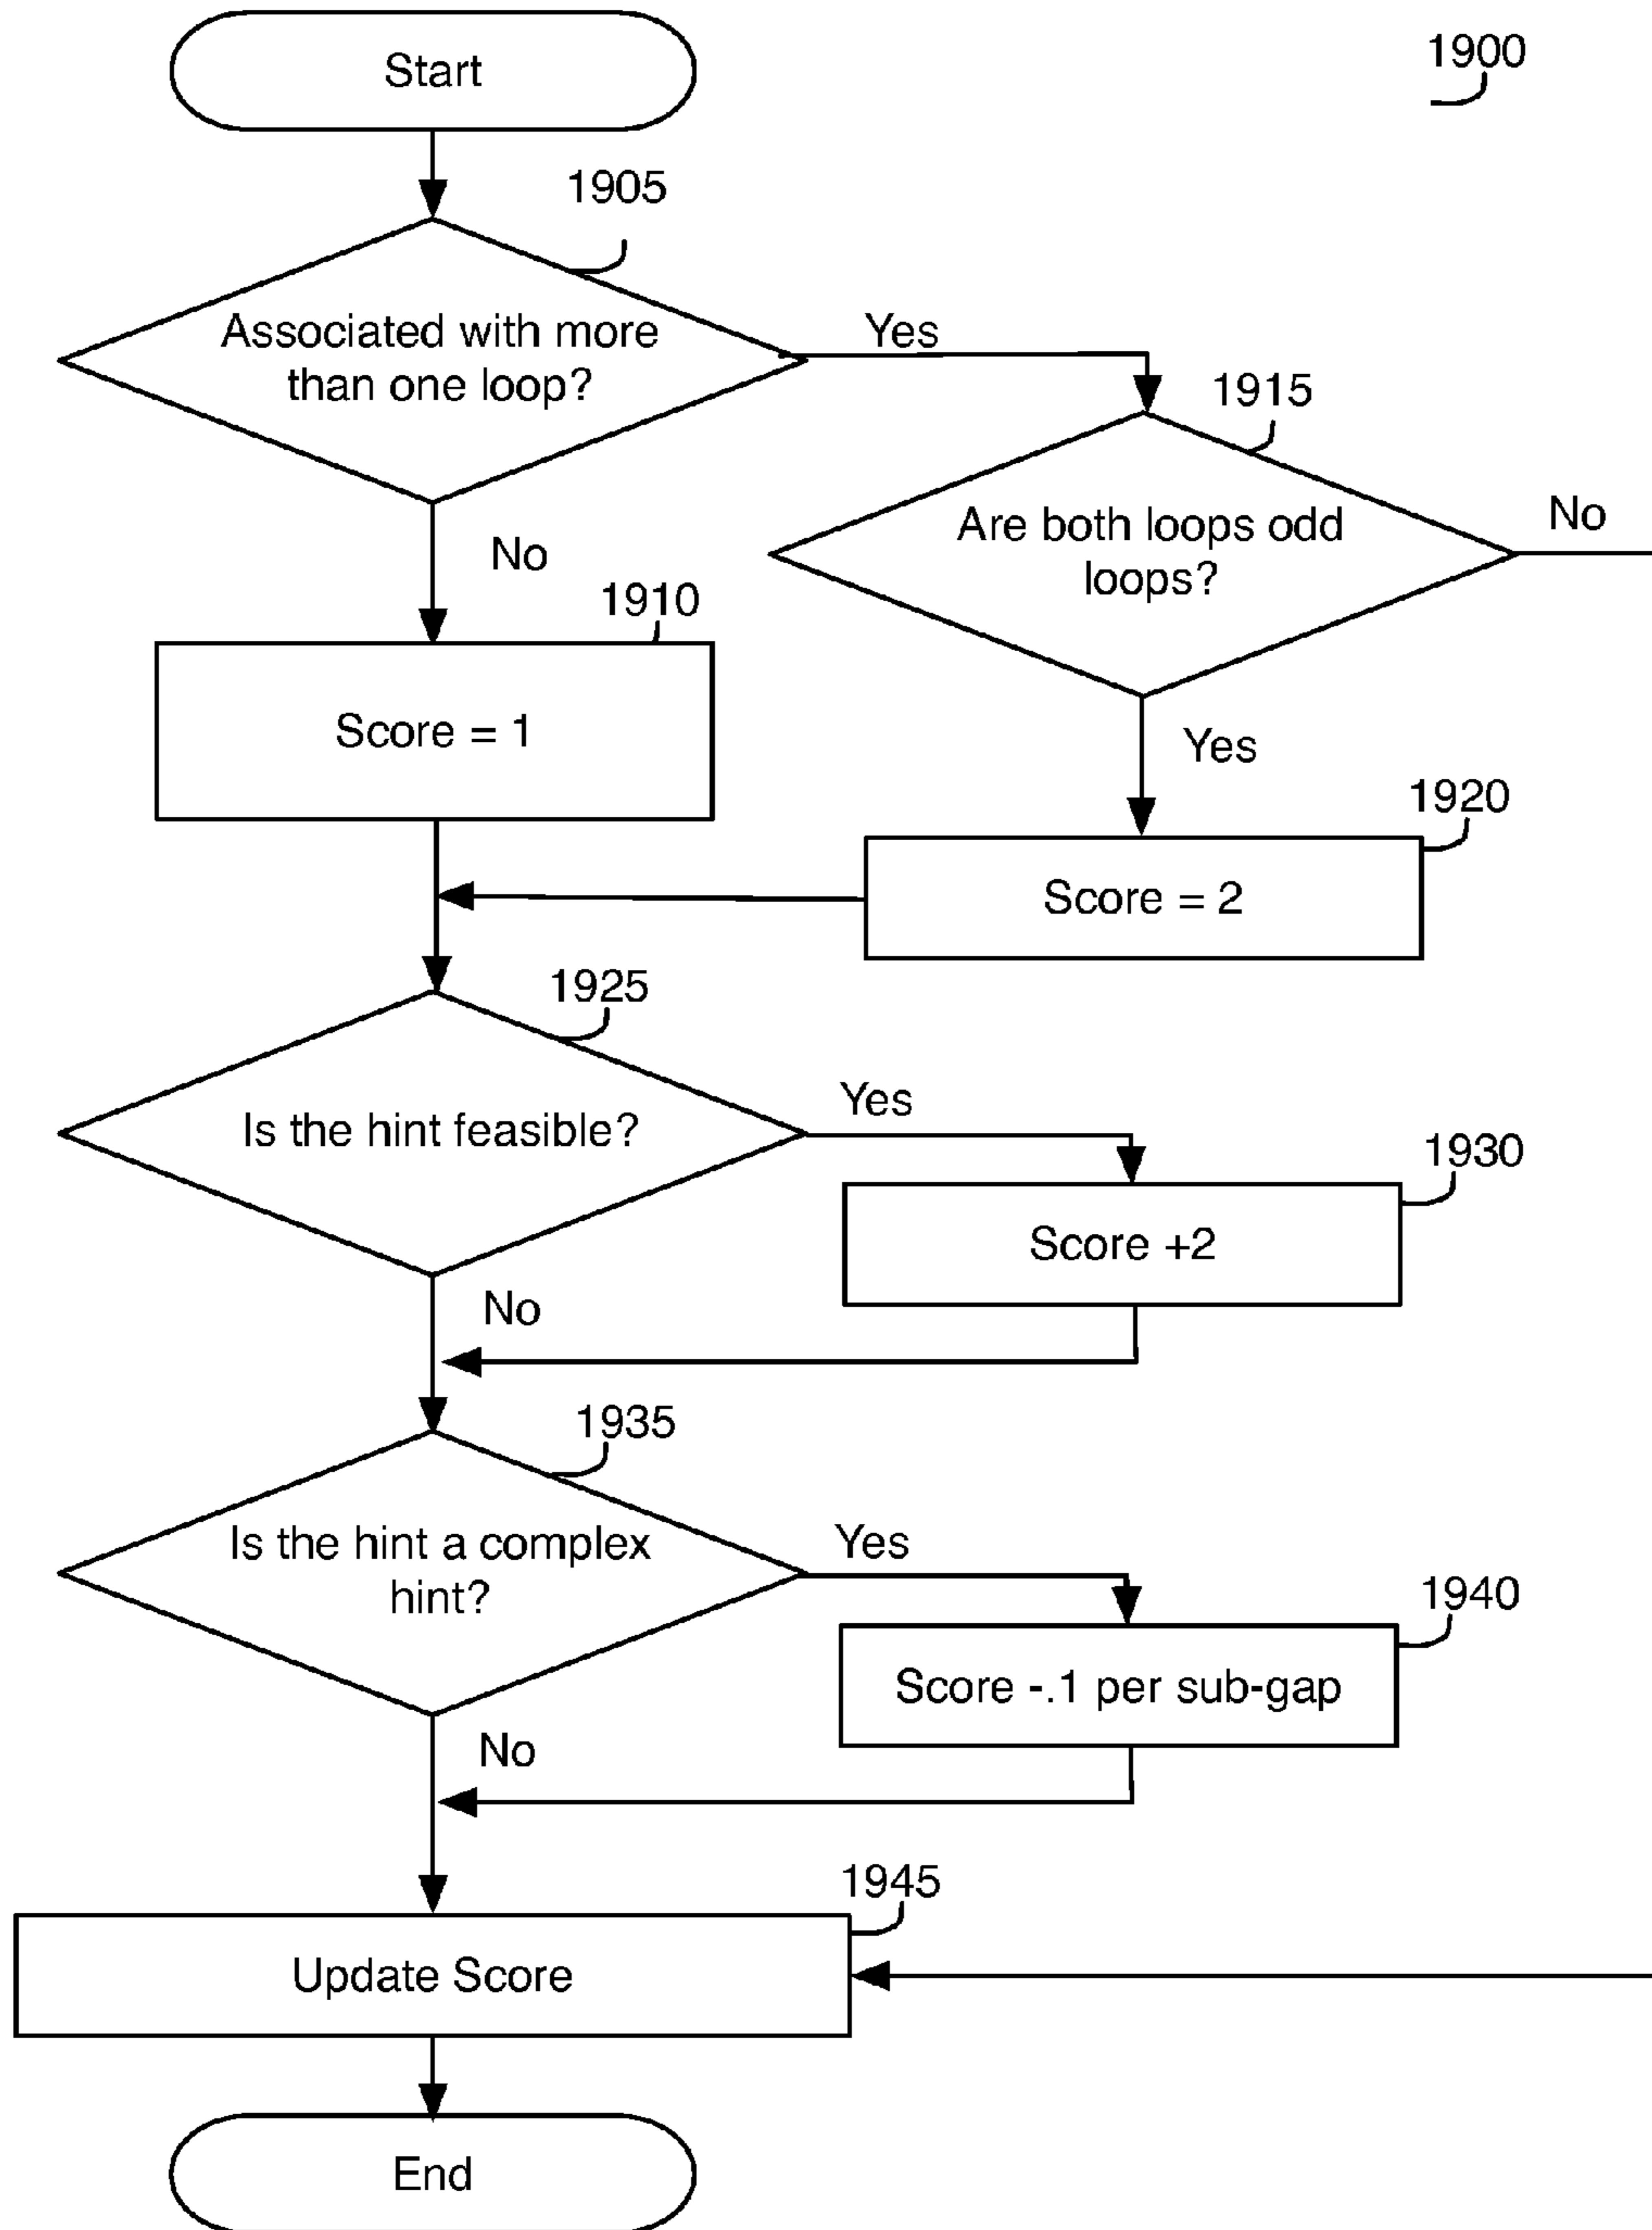 Start
1900
1905
Associated with more
than one loop?
Yes
1915
Are both loops odd
loops?
No
No
1910
Score = 1
Yes
1920
Score = 2
1925
Is the hint feasible?
Yes
1930
Score +2
No
1935
Is the hint a complex
hint?
Yes
1940
Score -.1 per sub-gap
No
1945
Update Score
End